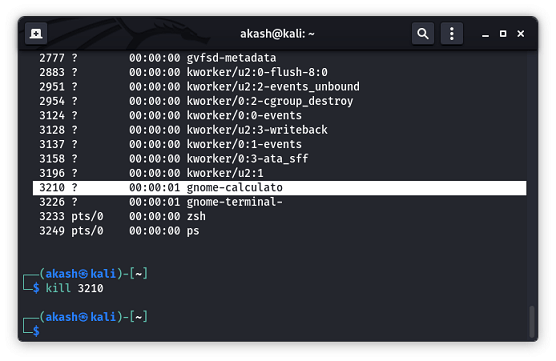 akash@kali: ~
2777 ? 00:00:00 gvfsd-metadata
2883 ? 00:00:00 kworker/u2:0-flush-8:0
2951 ? 00:00:00 kworker/u2:2-events_unbound
2954 ? 00:00:00 kworker/0:2-cgroup_destroy
3124 ? 00:00:00 kworker/0:0-events
3128 ? 00:00:00 kworker/u2:3-writeback
3137 ? 00:00:00 kworker/0:1-events
3158 ? 00:00:00 kworker/0:3-ata_sff
3196 ? 00:00:00 kworker/u2:1
3210 ? 00:00:01 gnome-calculato
3226 ? 00:00:01 gnome-terminal-
3233 pts/0 00:00:00 zsh
3249 pts/0 00:00:00 ps
┌──(akash㉿kali)-[~]
└─$ kill 3210
┌──(akash㉿kali)-[~]
└─$